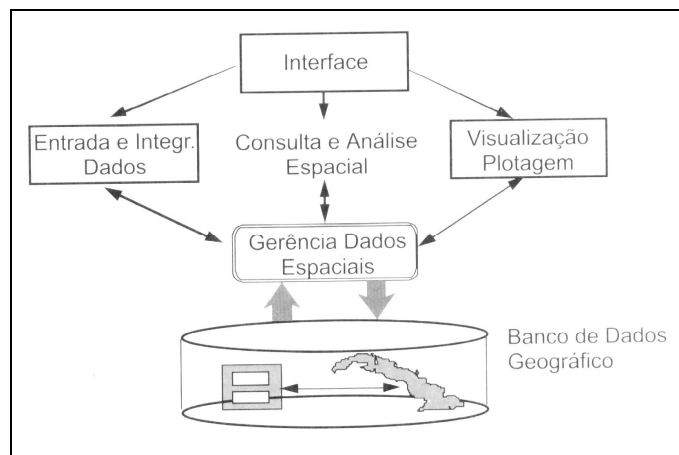 Interface
Entrada e Integr.
Dados
Consulta e Análise
Espacial
Visualização
Plotagem
Gerência Dados
Espaciais
Banco de Dados
Geográfico